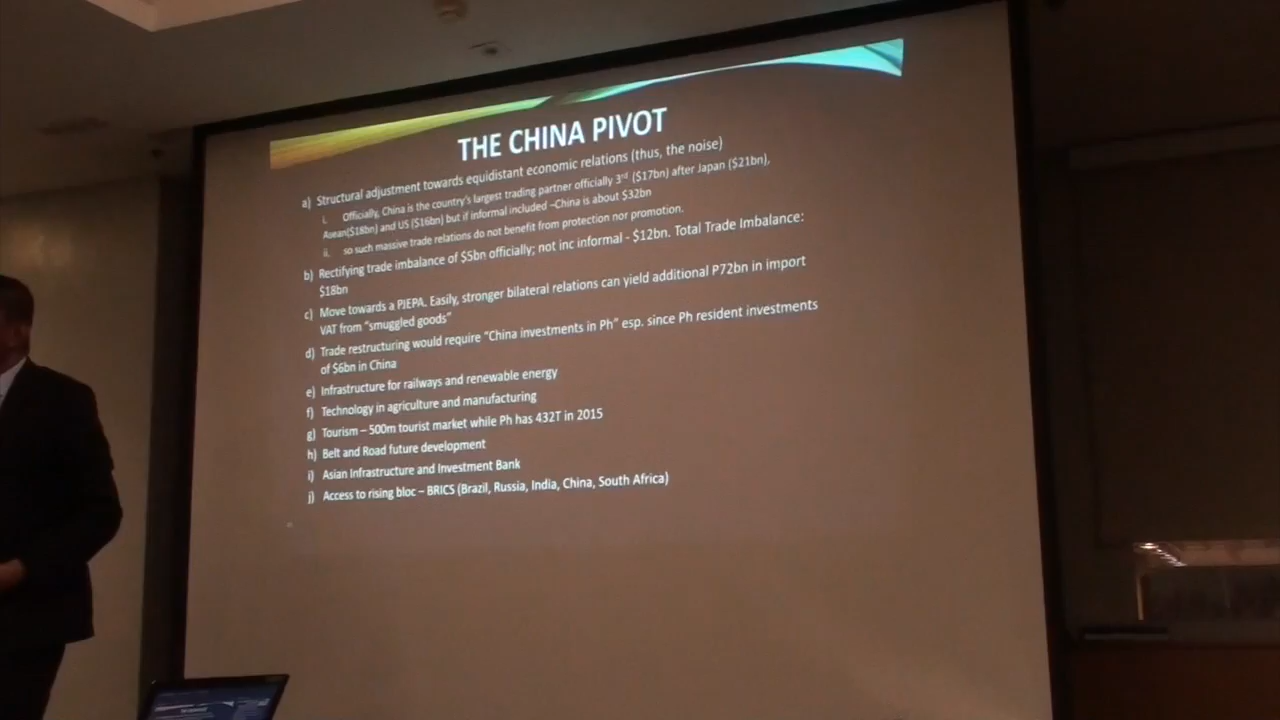 THE CHINA PIVOT
a) Structural adjustment towards equidistant economic relations (thus, the noise)
i. Officially, China is the country's largest trading partner officially 3rd ($17bn) after Japan ($21bn),
Asean($18bn) and US ($16bn) but if informal included –China is about $32bn
ii. so such massive trade relations do not benefit from protection nor promotion.
b) Rectifying trade imbalance of $5bn officially; not inc informal - $12bn. Total Trade Imbalance:
$18bn
c) Move towards a PJEPA. Easily, stronger bilateral relations can yield additional P72bn in import
VAT from "smuggled goods"
d) Trade restructuring would require "China investments in Ph" esp. since Ph resident investments
of $6bn in China
e) Infrastructure for railways and renewable energy
f) Technology in agriculture and manufacturing
g) Tourism – 500m tourist market while Ph has 432T in 2015
h) Belt and Road future development
i) Asian Infrastructure and Investment Bank
j) Access to rising bloc – BRICS (Brazil, Russia, India, China, South Africa)